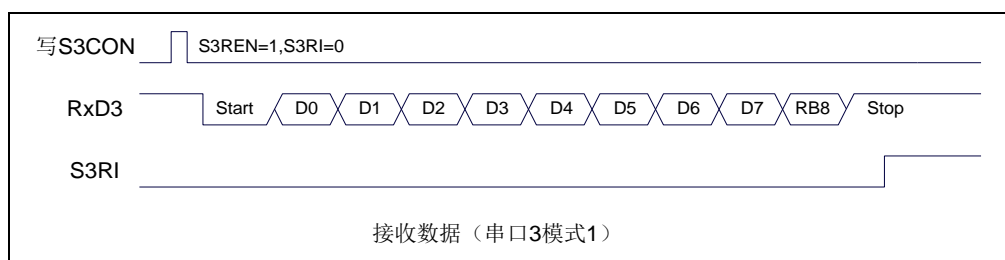 写S3CON S3REN=1,S3RI=0
RxD3 Start D0 D1 D2 D3 D4 D5 D6 D7 RB8 Stop
S3RI
接收数据（串口3模式1）